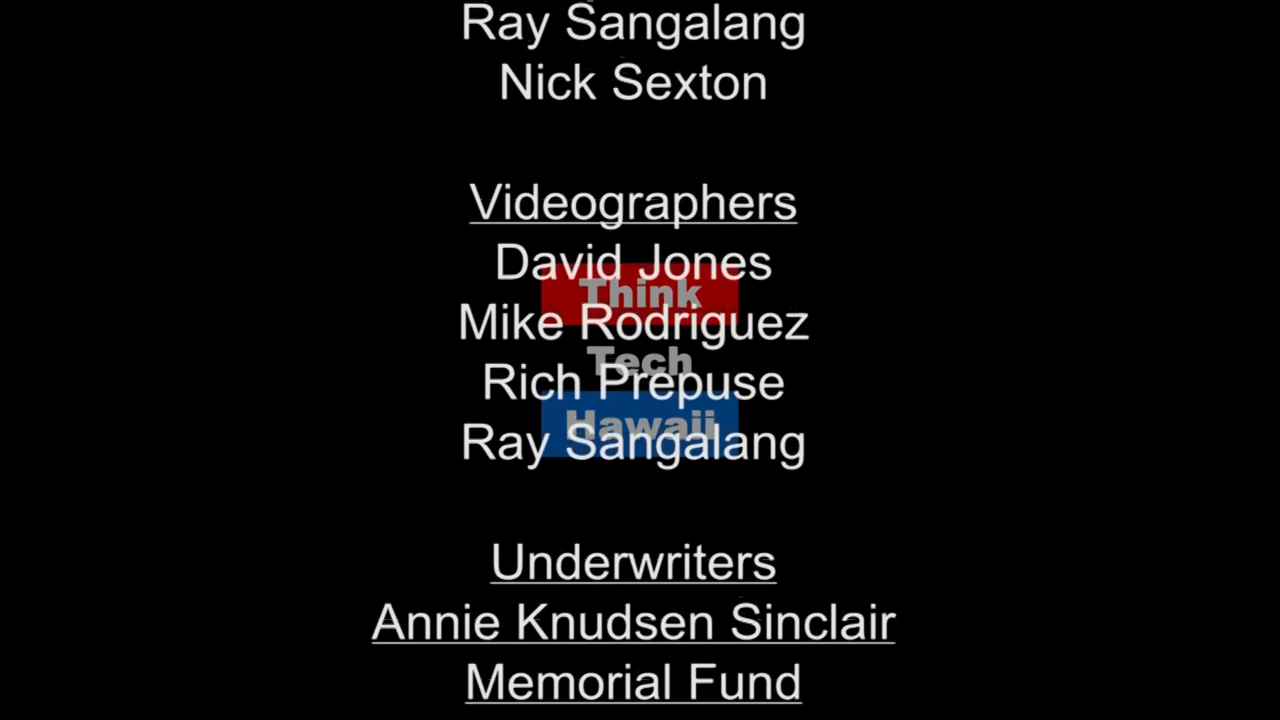 Ray Sangalang
Nick Sexton
Videographers
David Jones
Think
Mike Rodriguez
Tech
Rich Prepuse
Hawaii
Ray Sangalang
Underwriters
Annie Knudsen Sinclair
Memorial Fund